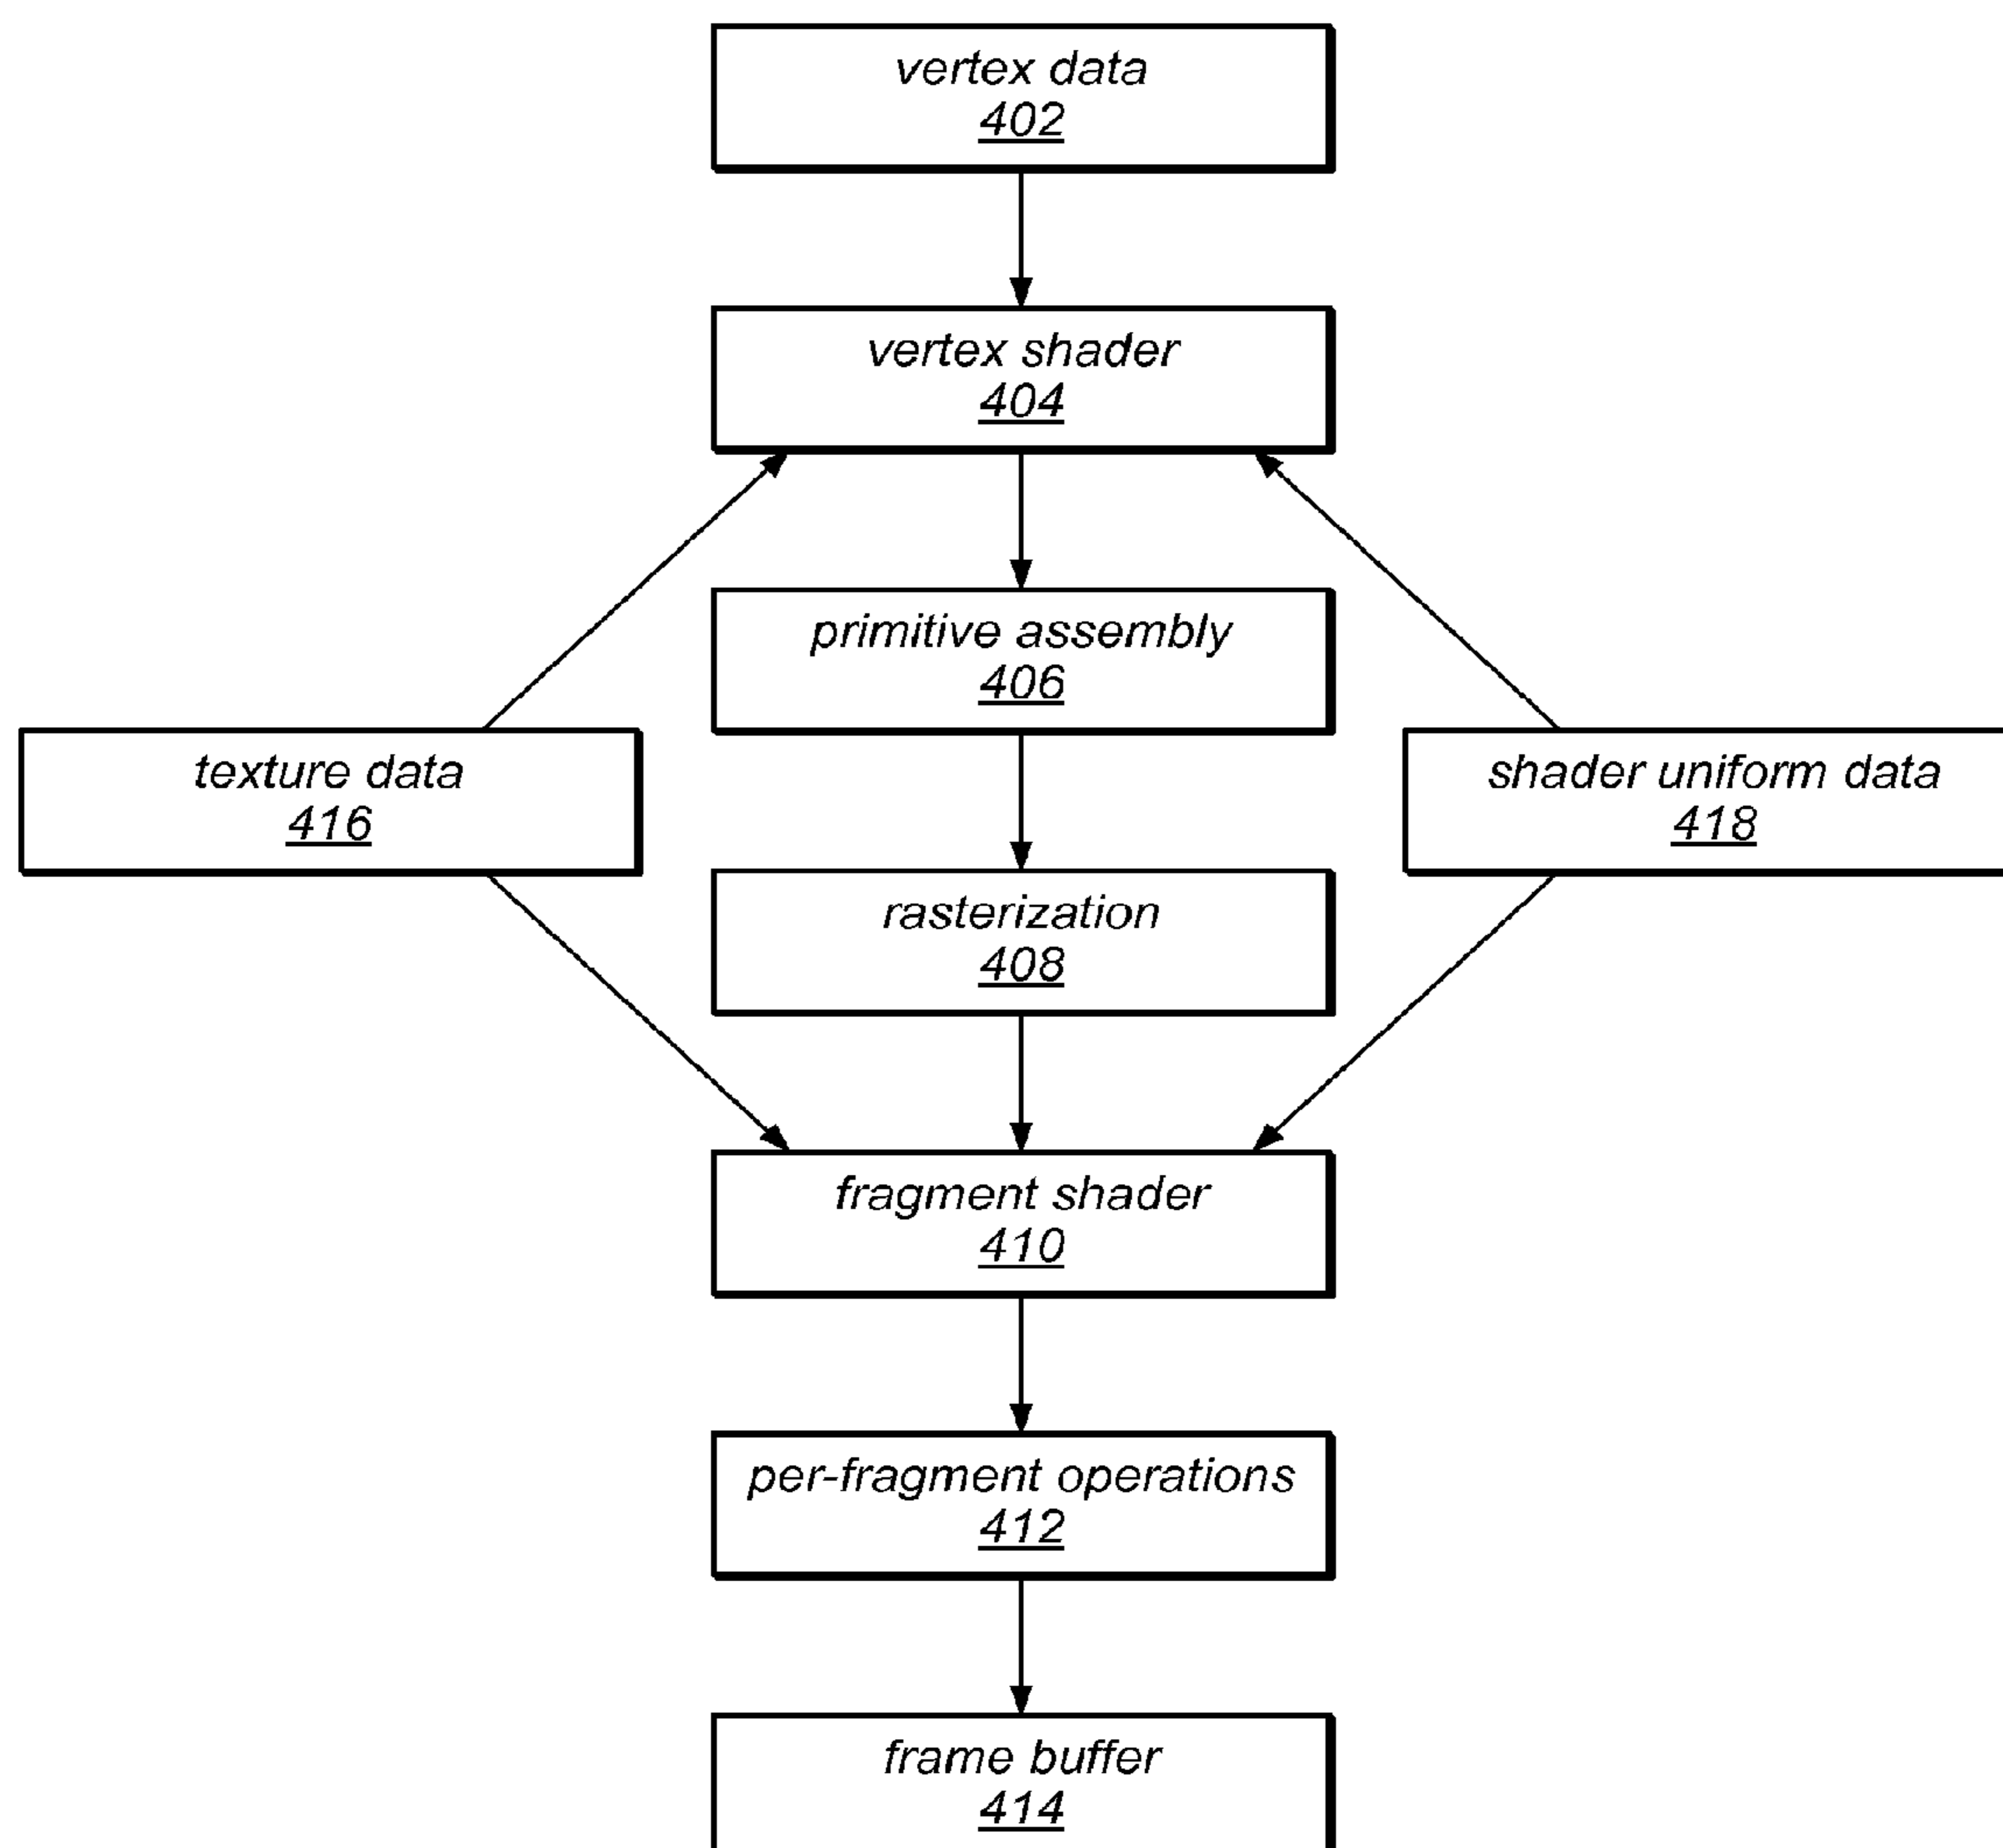 vertex data
402
vertex shader
404
primitive assembly
406
texture data
416
shader uniform data
418
rasterization
408
fragment shader
410
per-fragment operations
412
frame buffer
414